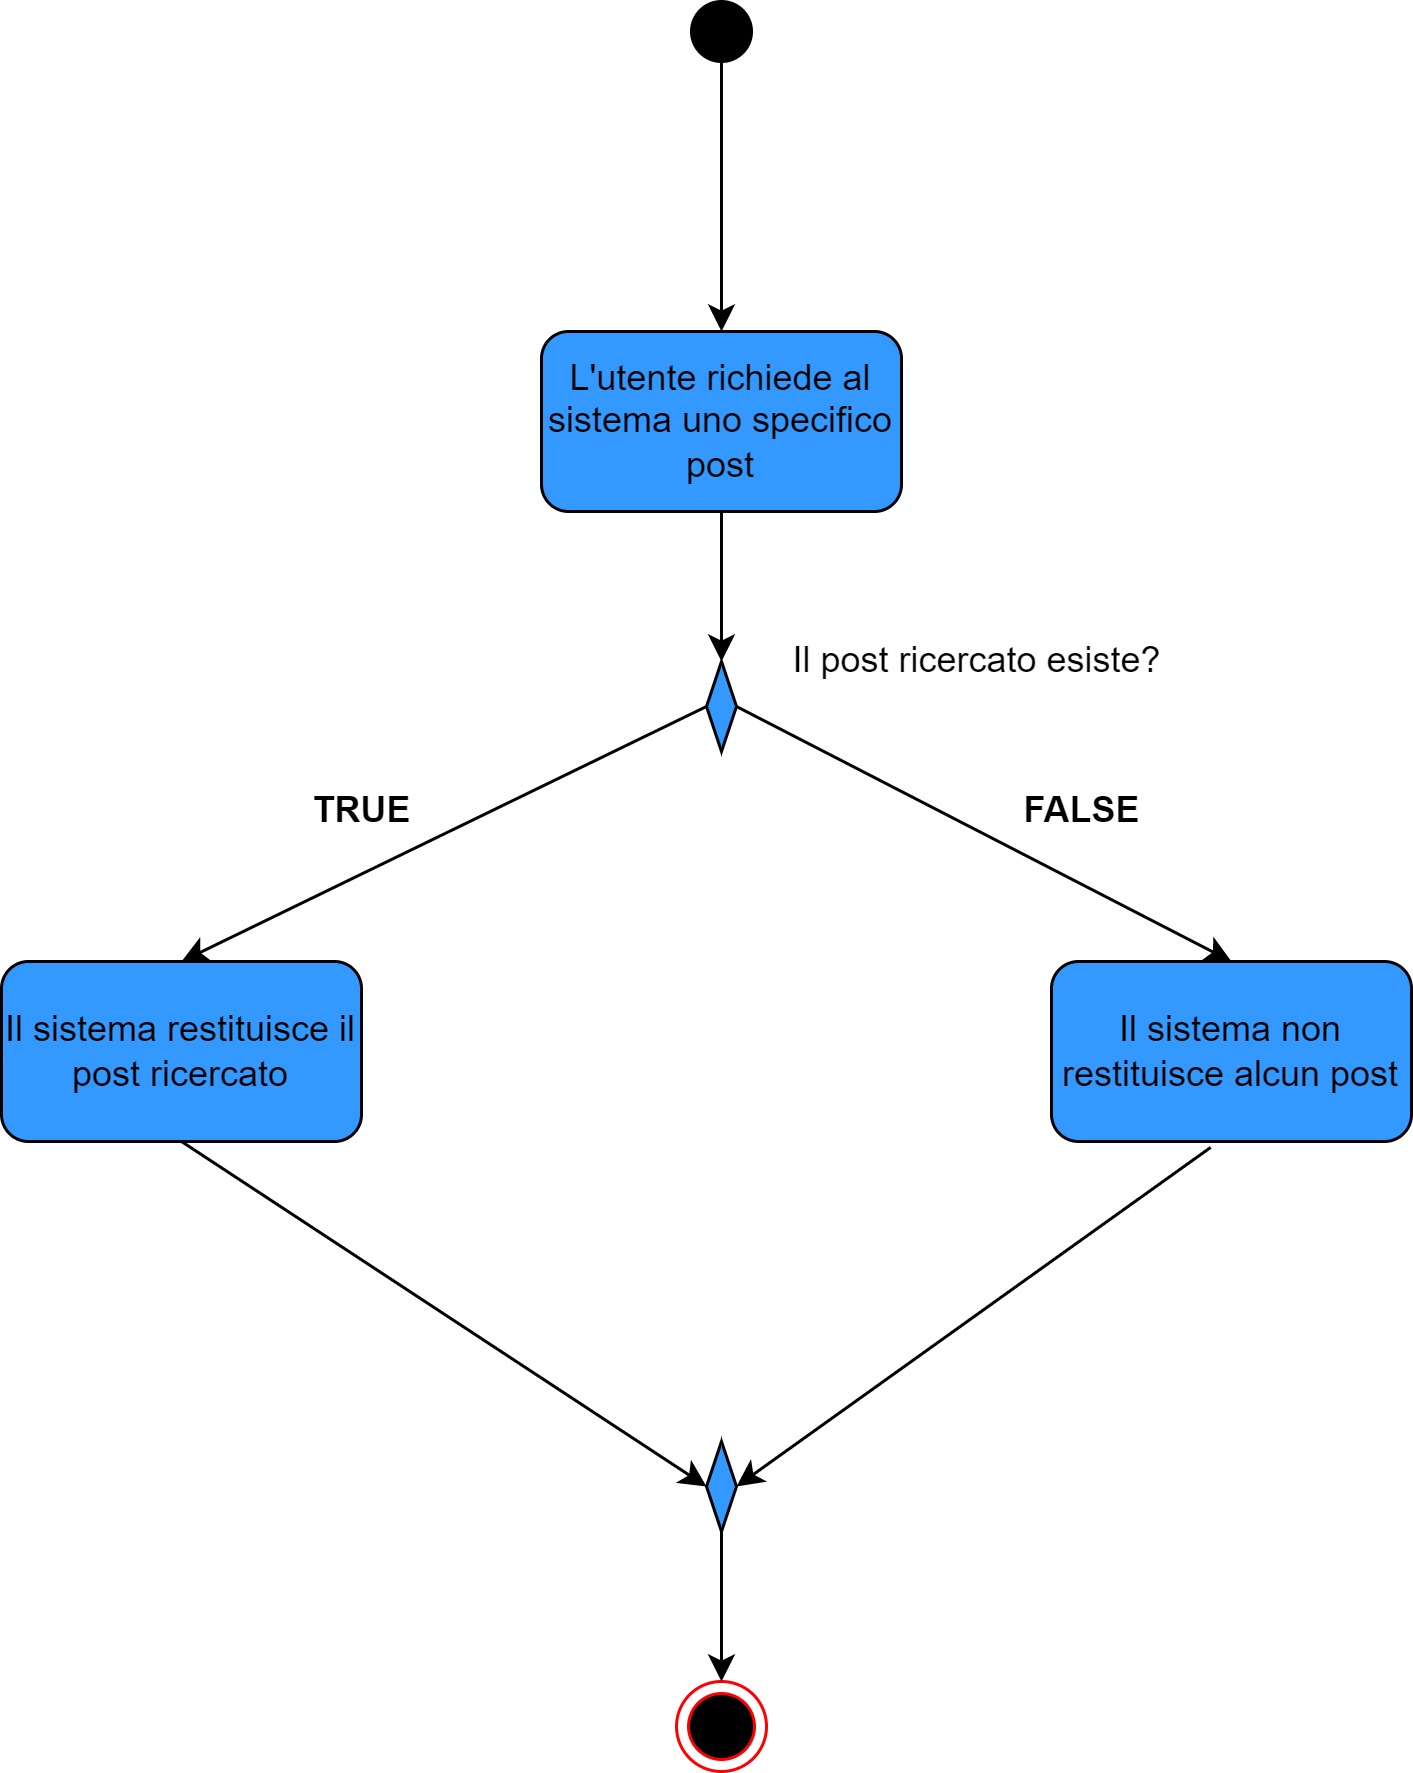 L'utente richiede al
sistema uno specifico
post
Il post ricercato esiste?
TRUE
FALSE
Il sistema restituisce il
post ricercato
Il sistema non
restituisce alcun post